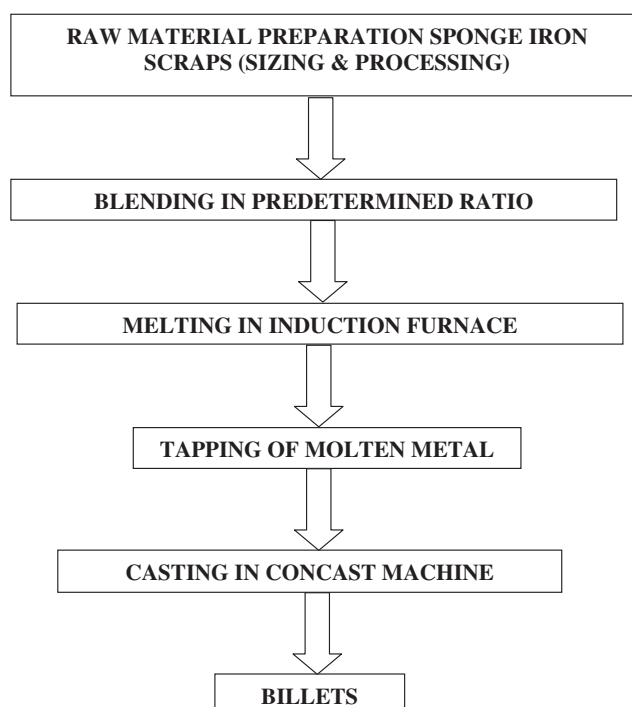 RAW MATERIAL PREPARATION SPONGE IRON
SCRAPS (SIZING & PROCESSING)
BLENDING IN PREDETERMINED RATIO
MELTING IN INDUCTION FURNACE
TAPPING OF MOLTEN METAL
CASTING IN CONCAST MACHINE
BILLETS